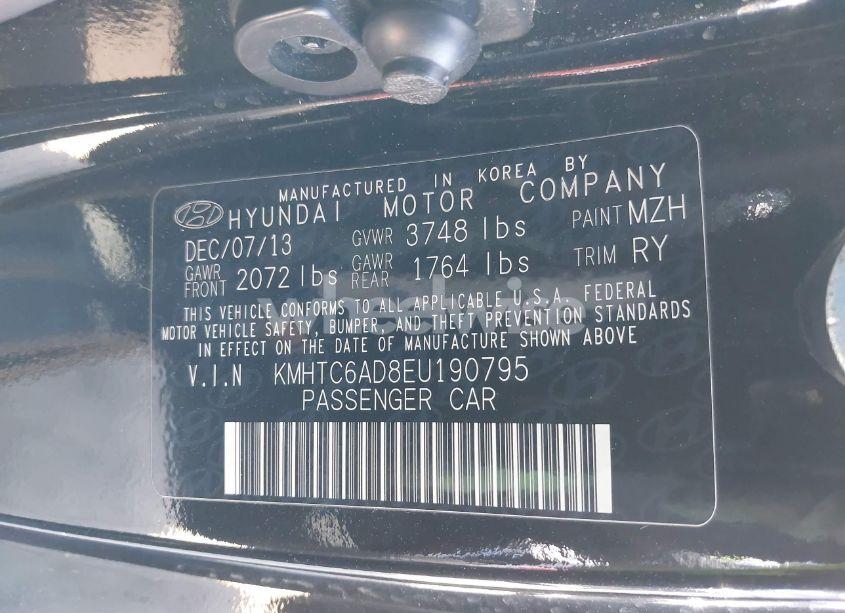 MANUFACTURED IN KOREA BY
HYUNDAI MOTOR COMPANY
DEC/07/13 GVWR 3748 lbs PAINT MZH
GAWR FRONT 2072 lbs GAWR REAR 1764 lbs TRIM RY
THIS VEHICLE CONFORMS TO ALL APPLICABLE U.S.A. FEDERAL
MOTOR VEHICLE SAFETY, BUMPER, AND THEFT PREVENTION STANDARDS
IN EFFECT ON THE DATE OF MANUFACTURE SHOWN ABOVE
V.I.N KMHTC6AD8EU190795
PASSENGER CAR